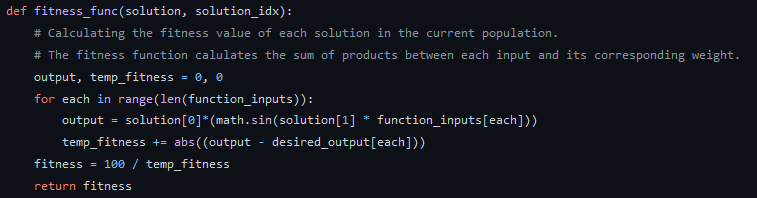 def fitness_func(solution, solution_idx):
# Calculating the fitness value of each solution in the current population.
# The fitness function calulates the sum of products between each input and its corresponding weight.
output, temp_fitness = 0, 0
for each in range(len(function_inputs)):
output = solution[0]*(math.sin(solution[1] * function_inputs[each]))
temp_fitness += abs((output - desired_output[each]))
fitness = 100 / temp_fitness
return fitness